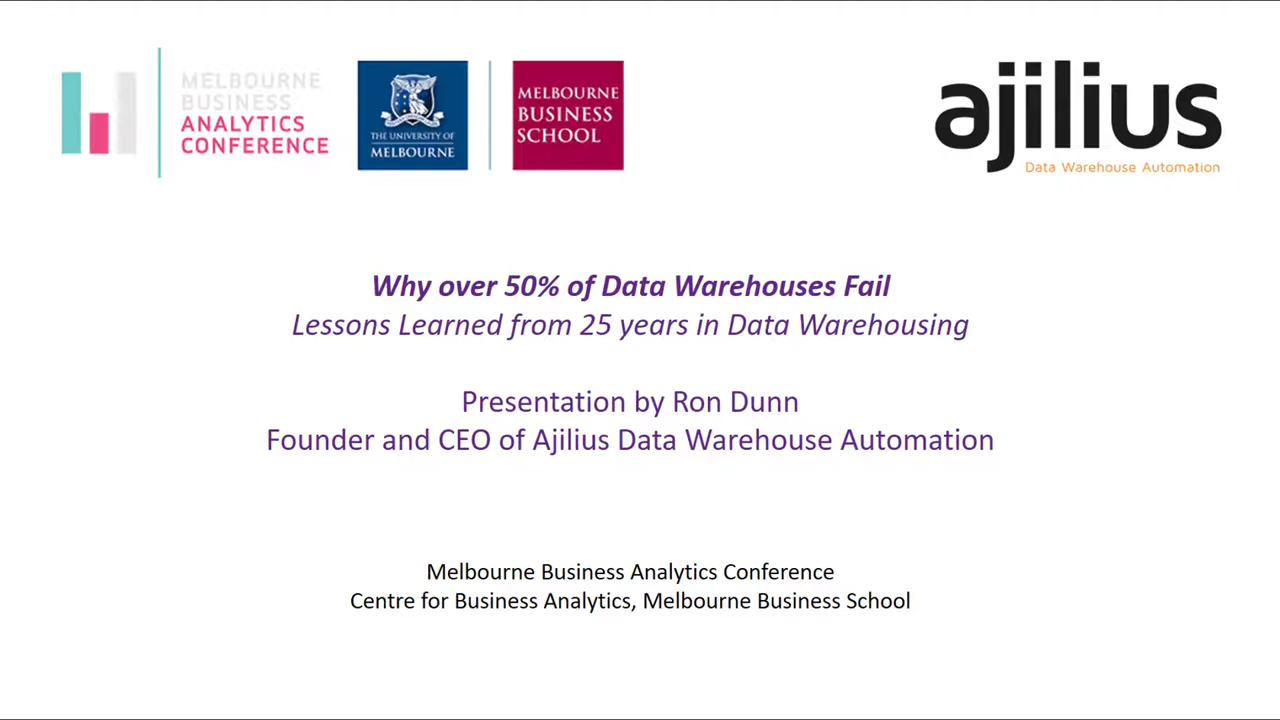 MELBOURNE
BUSINESS
ANALYTICS
CONFERENCE
THE UNIVERSITY OF
MELBOURNE
MELBOURNE
BUSINESS
SCHOOL
ajilius
Data Warehouse Automation
Why over 50% of Data Warehouses Fail
Lessons Learned from 25 years in Data Warehousing
Presentation by Ron Dunn
Founder and CEO of Ajilius Data Warehouse Automation
Melbourne Business Analytics Conference
Centre for Business Analytics, Melbourne Business School